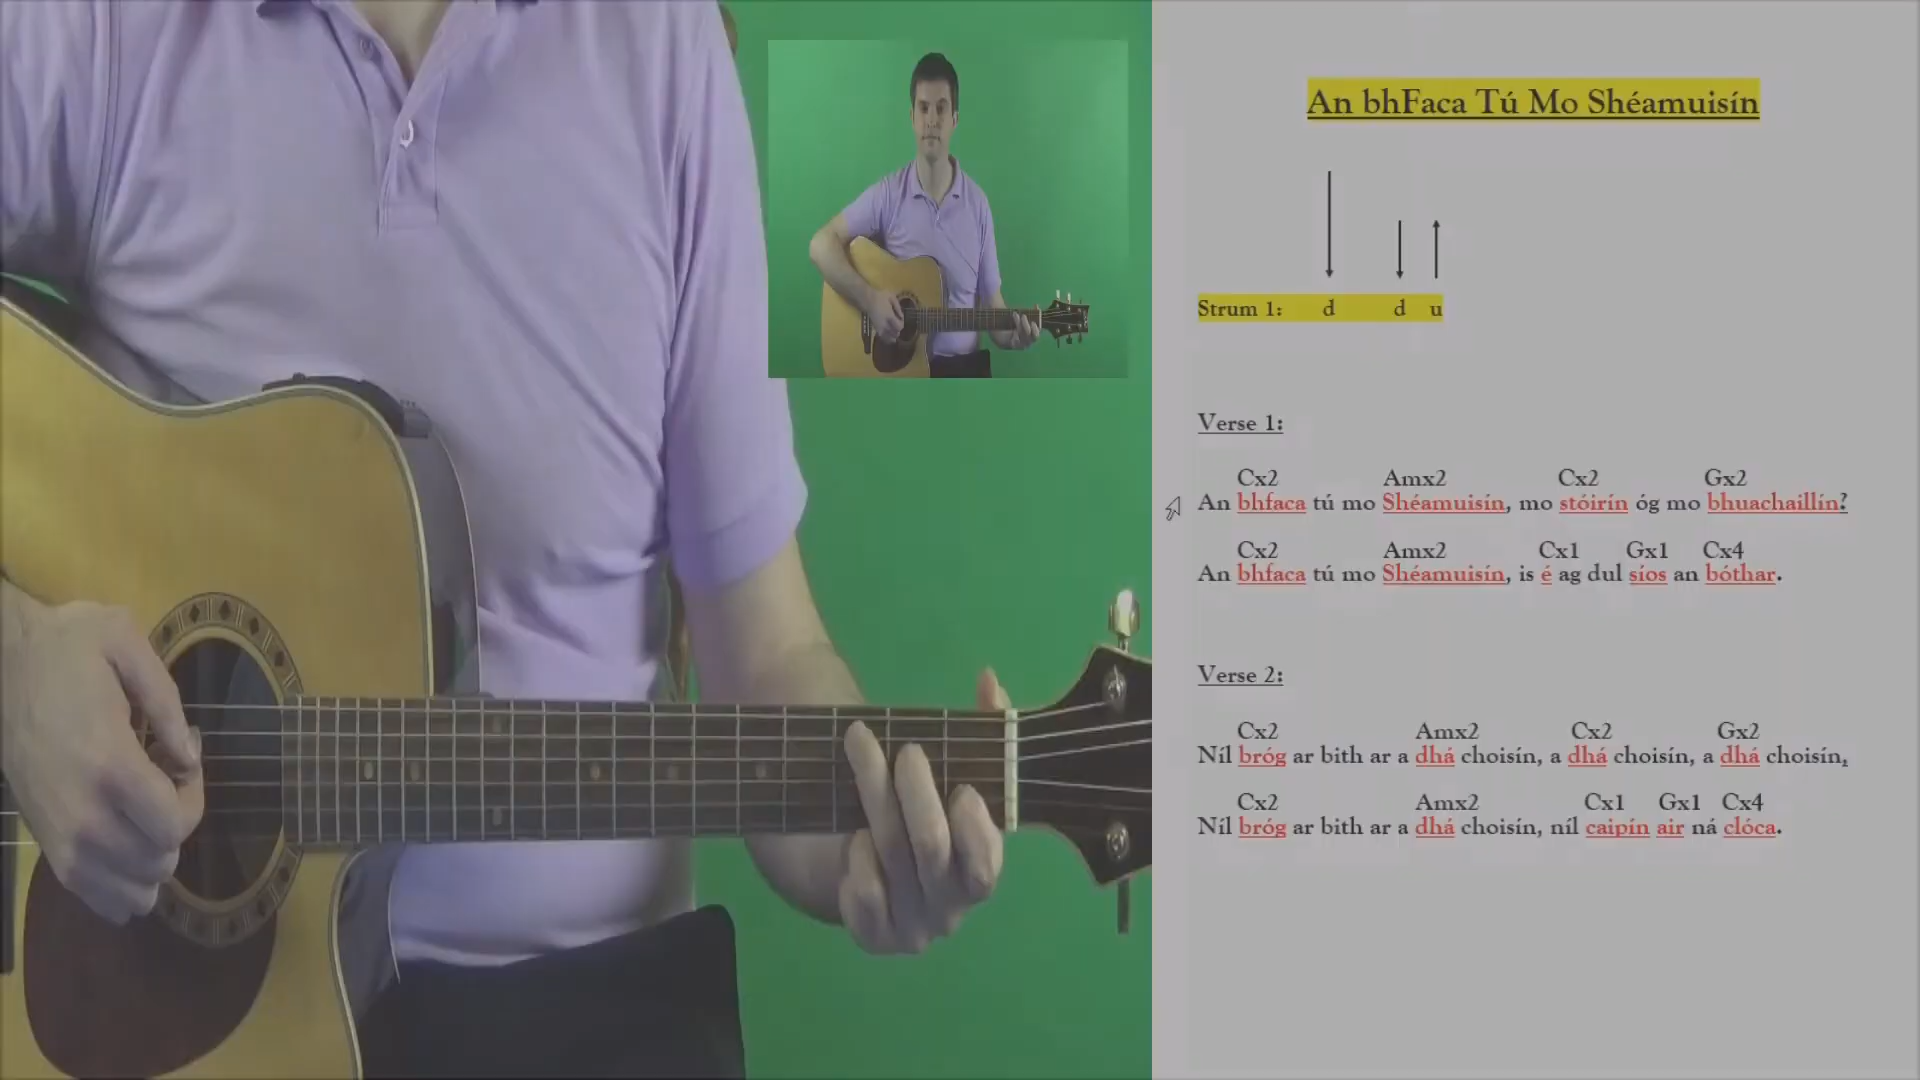 An bhFaca Tú Mo Shéamuisín
Strum 1: d d u
Verse 1:
Cx2 Amx2 Cx2 Gx2
An bhfaca tú mo Shéamuisín, mo stóirín óg mo bhuachaillín?
Cx2 Amx2 Cx1 Gx1 Cx4
An bhfaca tú mo Shéamuisín, is é ag dul síos an bóthar.
Verse 2:
Cx2 Amx2 Cx2 Gx2
Níl bróg ar bith ar a dhá choisín, a dhá choisín, a dhá choisín,
Cx2 Amx2 Cx1 Gx1 Cx4
Níl bróg ar bith ar a dhá choisín, níl caipín air ná clóca.